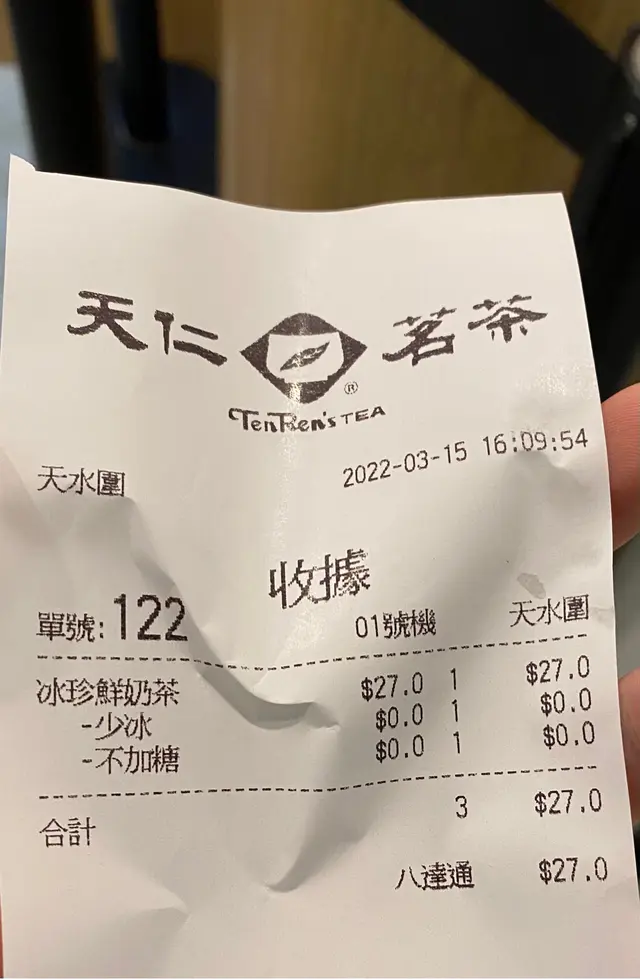 天仁 茗茶
®
TenRen's TEA
2022-03-15 16:09:54
天水圍
收據
單號:122 01號機 天水圍
冰珍鮮奶茶 $27.0 1 $27.0
-少冰 $0.0 1 $0.0
-不加糖 $0.0 1 $0.0
合計 3 $27.0
八達通 $27.0